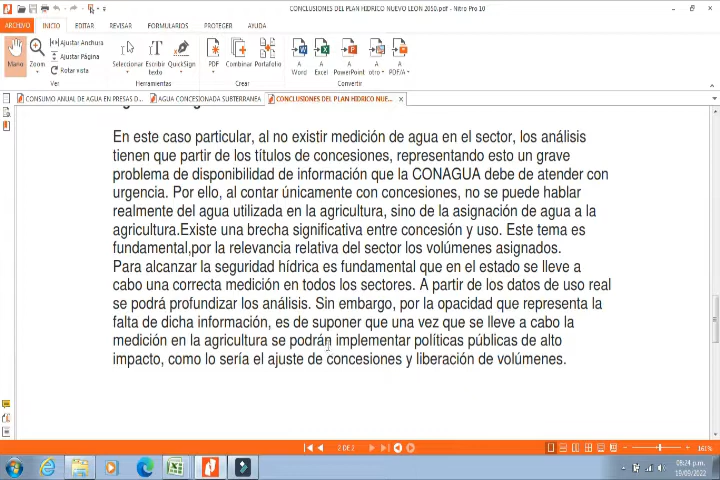 CONCLUSIONES DEL PLAN HIDRICO NUEVO LEON 2050.pdf - Nitro Pro 10
ARCHIVO INICIO EDITAR REVISAR FORMULARIOS PROTEGER AYUDA
Mano
Zoom
Ajustar Anchura
Ajustar Página
Rotar vista
Ver
Seleccionar
Escribir texto
QuickSign
Herramientas
PDF
Combinar
Portafolio
Crear
A Word
A Excel
A PowerPoint
A otro
A PDF/A
Convertir
CONSUMO ANUAL DE AGUA EN PRESAS D...
AGUA CONCESIONADA SUBTERRANEA
CONCLUSIONES DEL PLAN HIDRICO NUE...
En este caso particular, al no existir medición de agua en el sector, los análisis
tienen que partir de los títulos de concesiones, representando esto un grave
problema de disponibilidad de información que la CONAGUA debe de atender con
urgencia. Por ello, al contar únicamente con concesiones, no se puede hablar
realmente del agua utilizada en la agricultura, sino de la asignación de agua a la
agricultura.Existe una brecha significativa entre concesión y uso. Este tema es
fundamental,por la relevancia relativa del sector los volúmenes asignados.
Para alcanzar la seguridad hídrica es fundamental que en el estado se lleve a
cabo una correcta medición en todos los sectores. A partir de los datos de uso real
se podrá profundizar los análisis. Sin embargo, por la opacidad que representa la
falta de dicha información, es de suponer que una vez que se lleve a cabo la
medición en la agricultura se podrán implementar políticas públicas de alto
impacto, como lo sería el ajuste de concesiones y liberación de volúmenes.
2 DE 2
161%
08:24 p.m.
19/09/2022